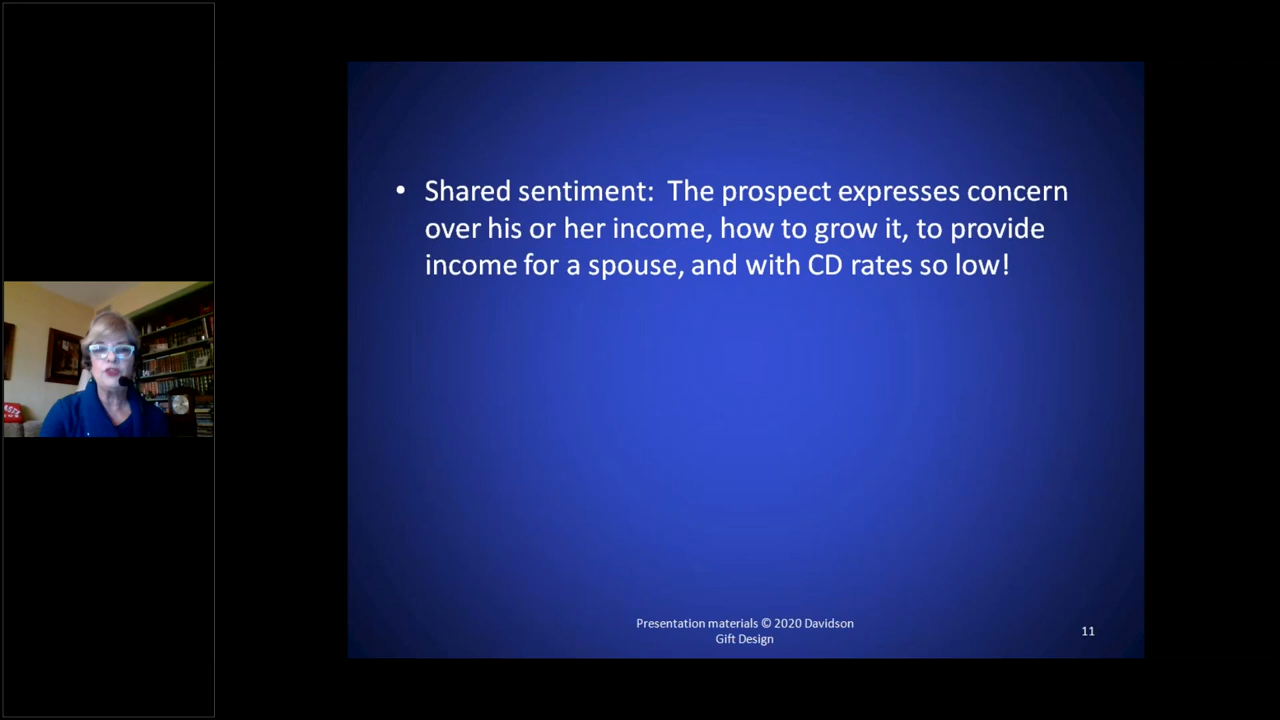 • Shared sentiment:  The prospect expresses concern
over his or her income, how to grow it, to provide
income for a spouse, and with CD rates so low!
Presentation materials © 2020 Davidson
Gift Design
11